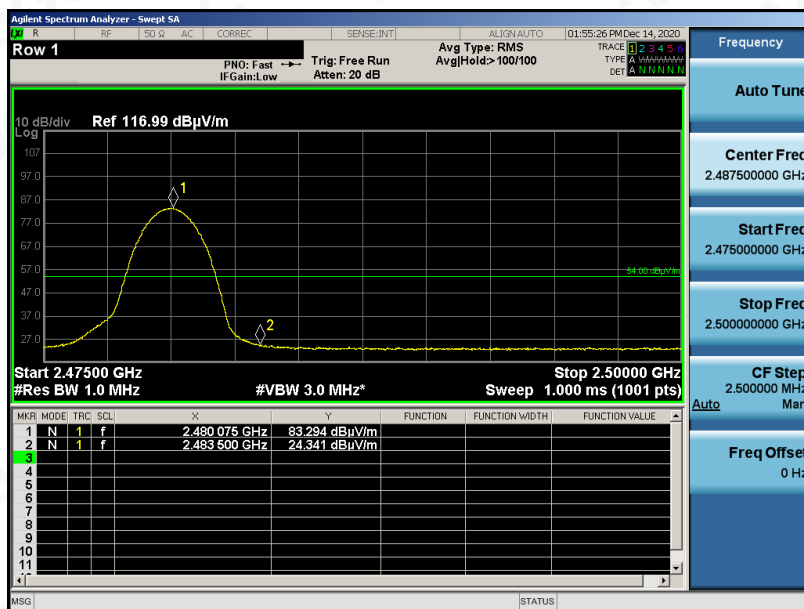 Agilent Spectrum Analyzer - Swept SA
LXI R RF 50 Ω AC CORREC SENSE:INT ALIGN AUTO 01:55:26 PM Dec 14, 2020
Row 1
PNO: Fast
IFGain:Low
Trig: Free Run
Atten: 20 dB
Avg Type: RMS
Avg|Hold:>100/100
TRACE 1 2 3 4 5 6
TYPE A
DET A N N N N N
10 dB/div Ref 116.99 dBµV/m
Log
107
97.0
87.0
77.0
67.0
57.0
47.0
37.0
27.0
1
2
54.00 dBµV/m
Start 2.47500 GHz Stop 2.50000 GHz
#Res BW 1.0 MHz #VBW 3.0 MHz* Sweep 1.000 ms (1001 pts)
MKR MODE TRC SCL X Y FUNCTION FUNCTION WIDTH FUNCTION VALUE
1 N 1 f 2.480 075 GHz 83.294 dBµV/m
2 N 1 f 2.483 500 GHz 24.341 dBµV/m
3
4
5
6
7
8
9
10
11
MSG STATUS
Frequency
Auto Tune
Center Freq
2.487500000 GHz
Start Freq
2.475000000 GHz
Stop Freq
2.500000000 GHz
CF Step
2.500000 MHz
Auto Man
Freq Offset
0 Hz